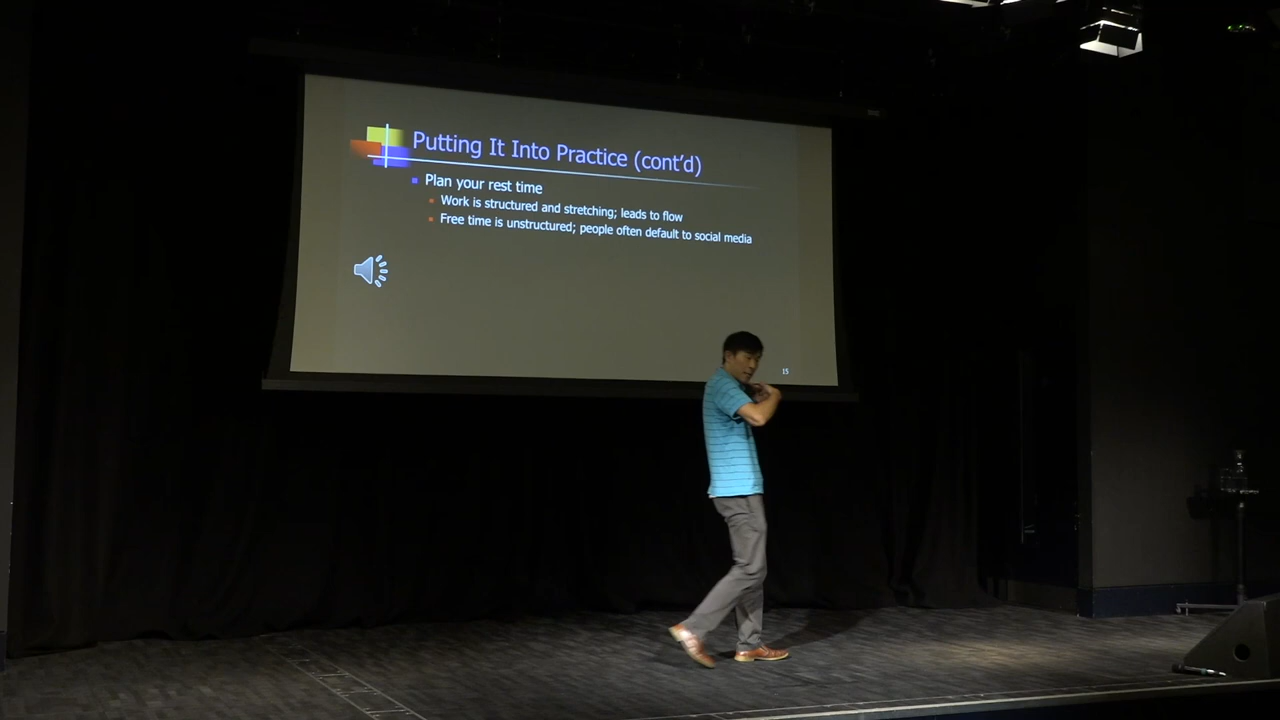 Putting It Into Practice (cont'd)
Plan your rest time
Work is structured and stretching; leads to flow
Free time is unstructured; people often default to social media
15